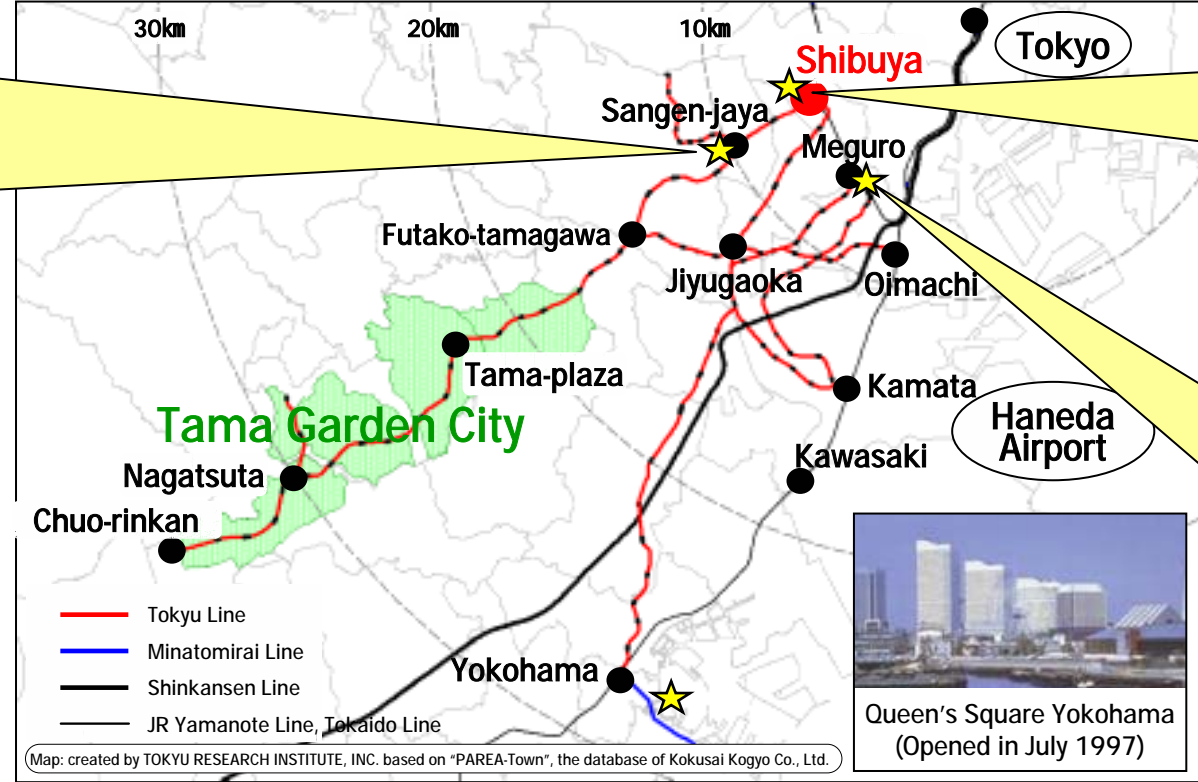 30km
20km
10km
Tokyo
Shibuya
Sangen-jaya
Meguro
Futako-tamagawa
Jiyugaoka
Oimachi
Tama-plaza
Kamata
Tama Garden City
Haneda
Airport
Nagatsuta
Kawasaki
Chuo-rinkan
Tokyu Line
Minatomirai Line
Shinkansen Line
JR Yamanote Line, Tokaido Line
Yokohama
Queen's Square Yokohama
(Opened in July 1997)
Map: created by TOKYU RESEARCH INSTITUTE, INC. based on "PAREA-Town", the database of Kokusai Kogyo Co., Ltd.